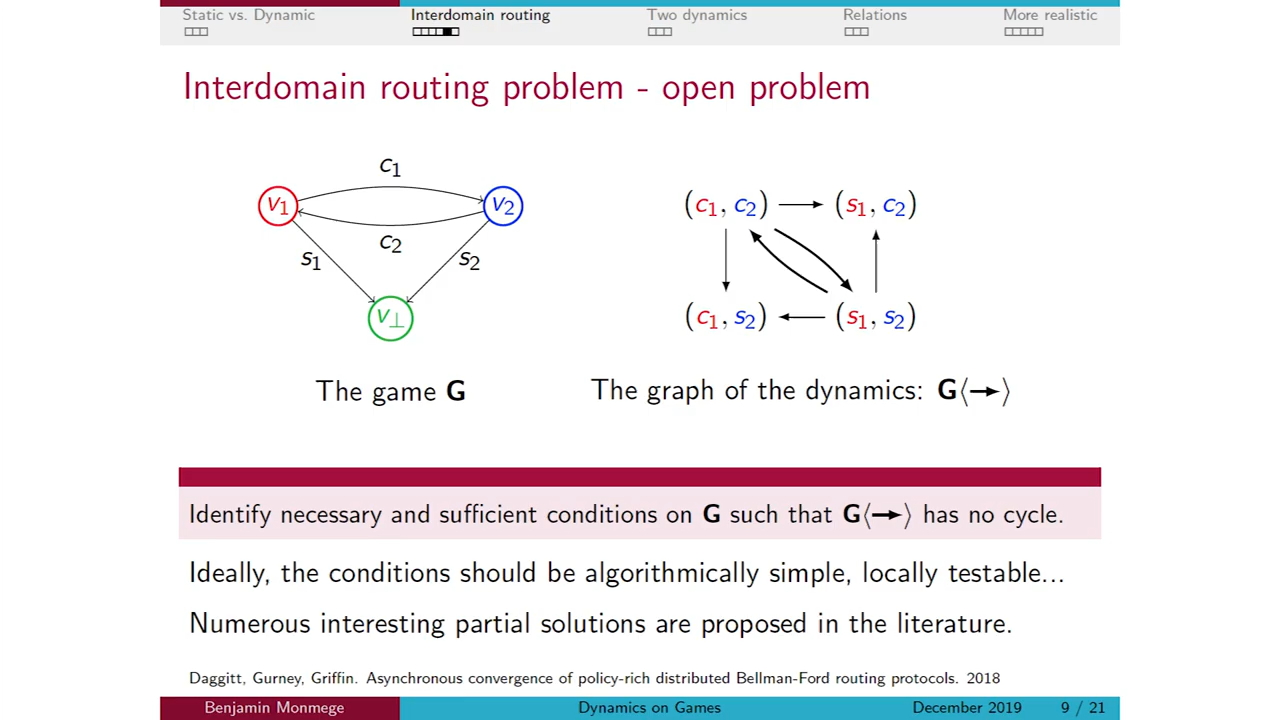 Static vs. Dynamic Interdomain routing Two dynamics Relations More realistic
Interdomain routing problem - open problem
c1
v1 v2
c2
s1 s2
v⊥
(c1, c2) (s1, c2)
(c1, s2) (s1, s2)
The game G
The graph of the dynamics: G⟨→⟩
Identify necessary and sufficient conditions on G such that G⟨→⟩ has no cycle.
Ideally, the conditions should be algorithmically simple, locally testable...
Numerous interesting partial solutions are proposed in the literature.
Daggitt, Gurney, Griffin. Asynchronous convergence of policy-rich distributed Bellman-Ford routing protocols. 2018
Benjamin Monmege Dynamics on Games December 2019 9 / 21